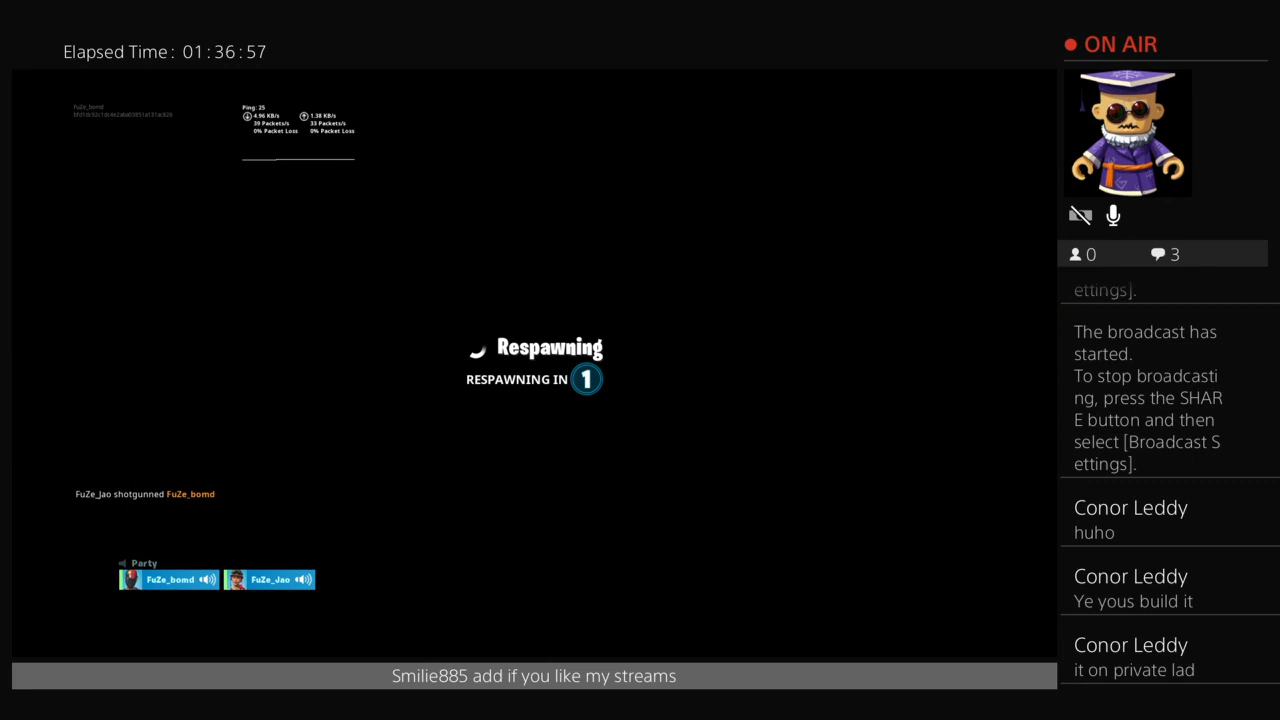 Elapsed Time: 01:36:57
ON AIR
FuZe_bomd
Ping: 25
4.96 KB/s
39 Packets/s
0% Packet Loss
1.38 KB/s
33 Packets/s
0% Packet Loss
0
3
ettings].
The broadcast has
started.
To stop broadcasti
ng, press the SHAR
E button and then
select [Broadcast S
ettings].
Respawning
RESPAWNING IN 1
FuZe_Jao shotgunned FuZe_bomd
Conor Leddy
huho
Conor Leddy
Ye yous build it
Conor Leddy
it on private lad
Party
FuZe_bomd
FuZe_Jao
Smilie885 add if you like my streams